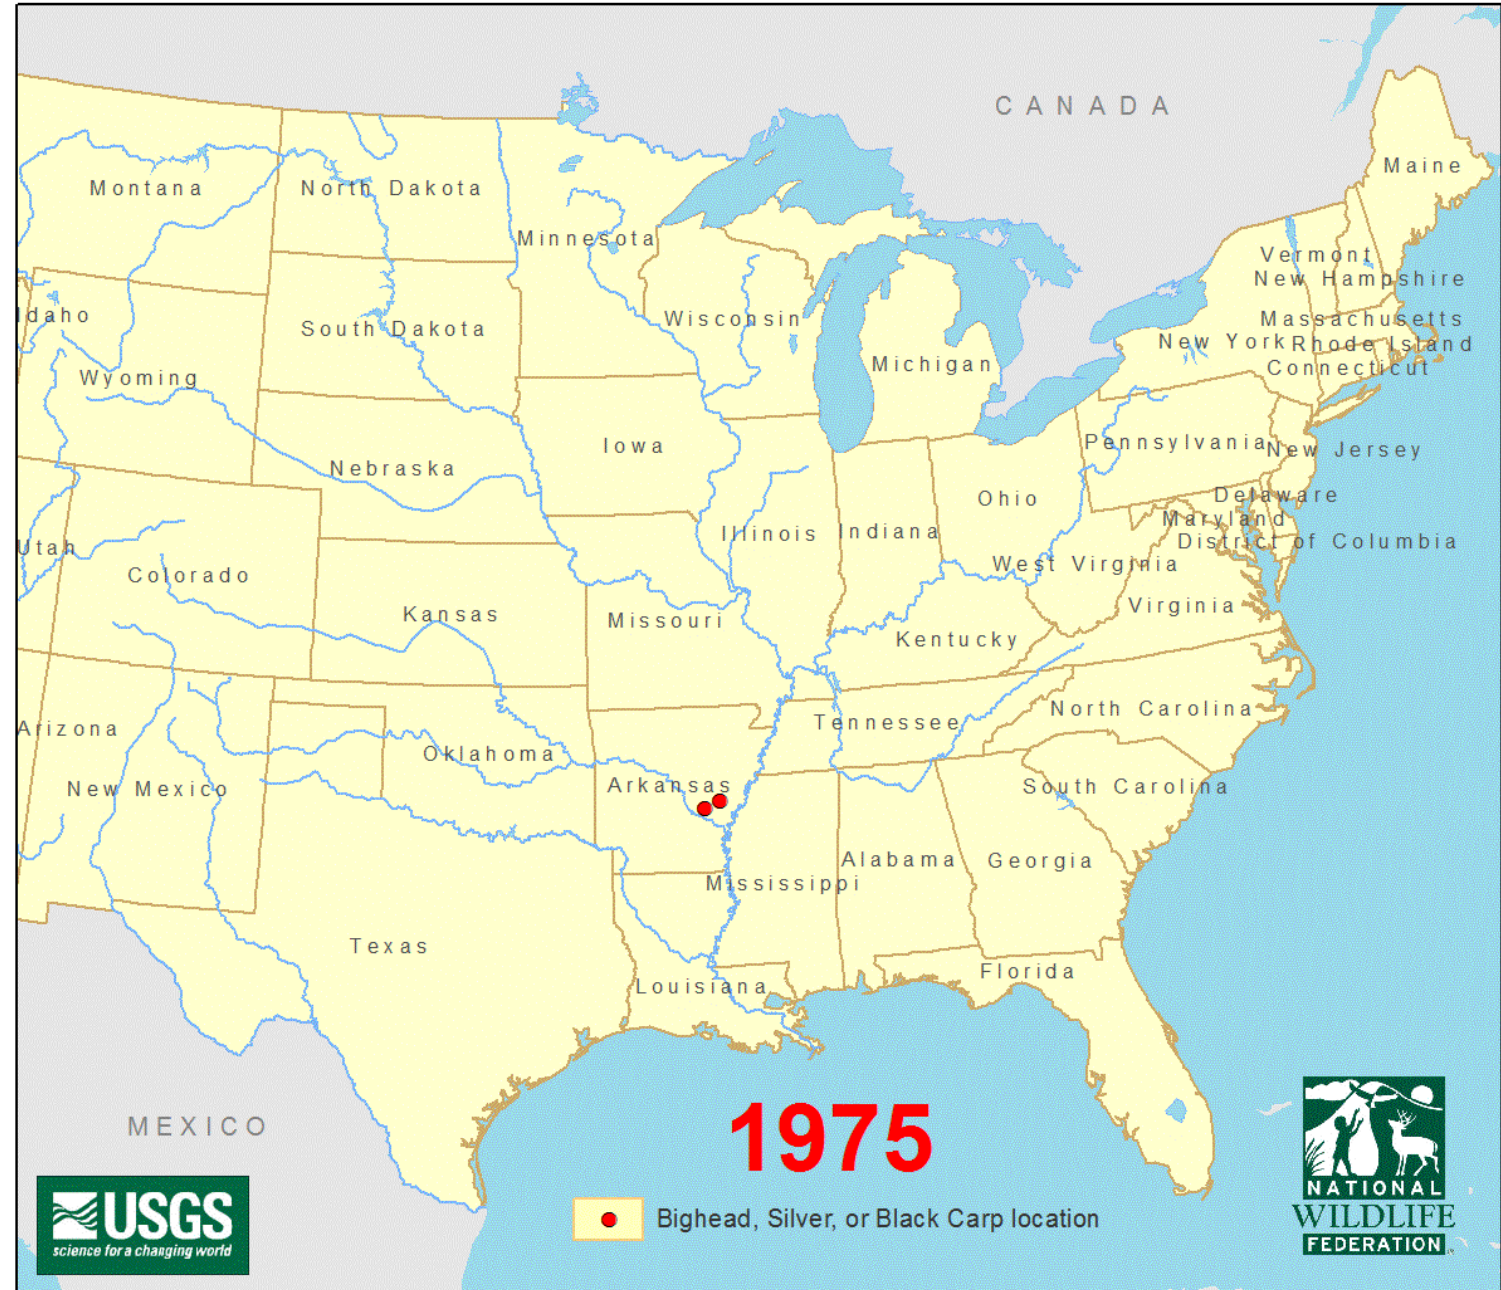 CANADA
Maine
Montana
North Dakota
Minnesota
Vermont
New Hampshire
Idaho
South Dakota
Wisconsin
Massachusetts
New York
Rhode Island
Michigan
Connecticut
Wyoming
Iowa
Pennsylvania
New Jersey
Nebraska
Ohio
Delaware
Maryland
Illinois
Indiana
District of Columbia
Utah
West Virginia
Colorado
Virginia
Kansas
Missouri
Kentucky
North Carolina
Arizona
Tennessee
Oklahoma
New Mexico
Arkansas
South Carolina
Alabama
Georgia
Mississippi
Texas
Florida
Louisiana
MEXICO
1975
Bighead, Silver, or Black Carp location
USGS
science for a changing world
NATIONAL
WILDLIFE
FEDERATION